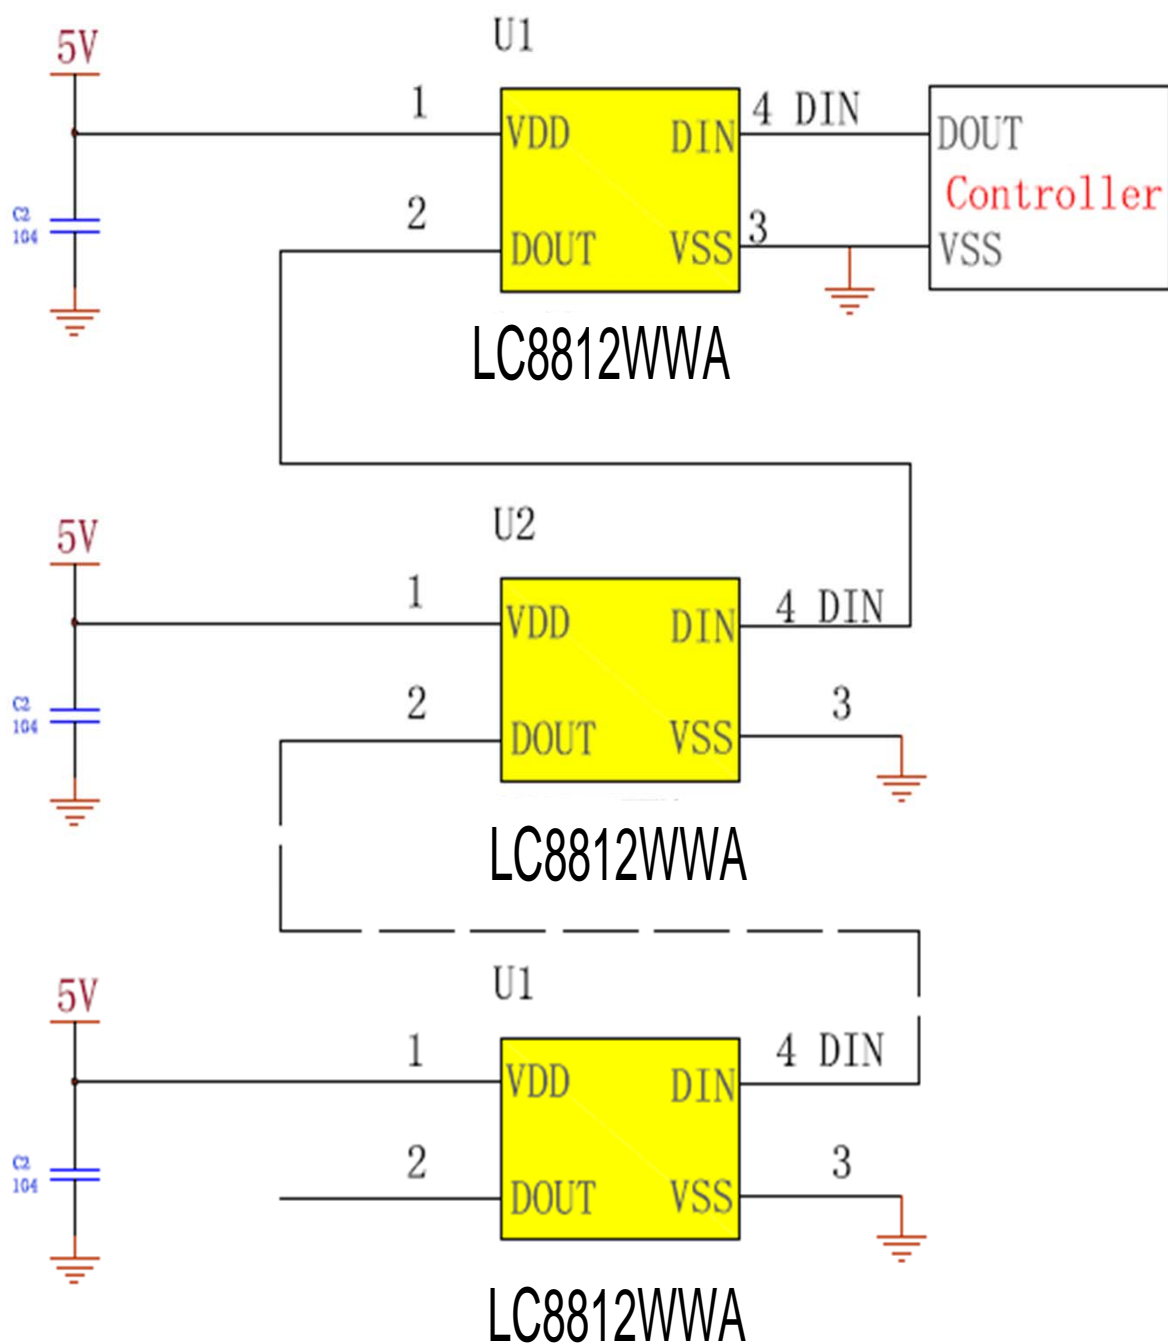 U1
5V
1
4 DIN
VDD
DIN
DOUT
Controller
C2
104
2
3
DOUT
VSS
VSS
LC8812WWA
U2
5V
1
4 DIN
VDD
DIN
C2
104
2
3
DOUT
VSS
LC8812WWA
U1
5V
1
4 DIN
VDD
DIN
C2
104
2
3
DOUT
VSS
LC8812WWA